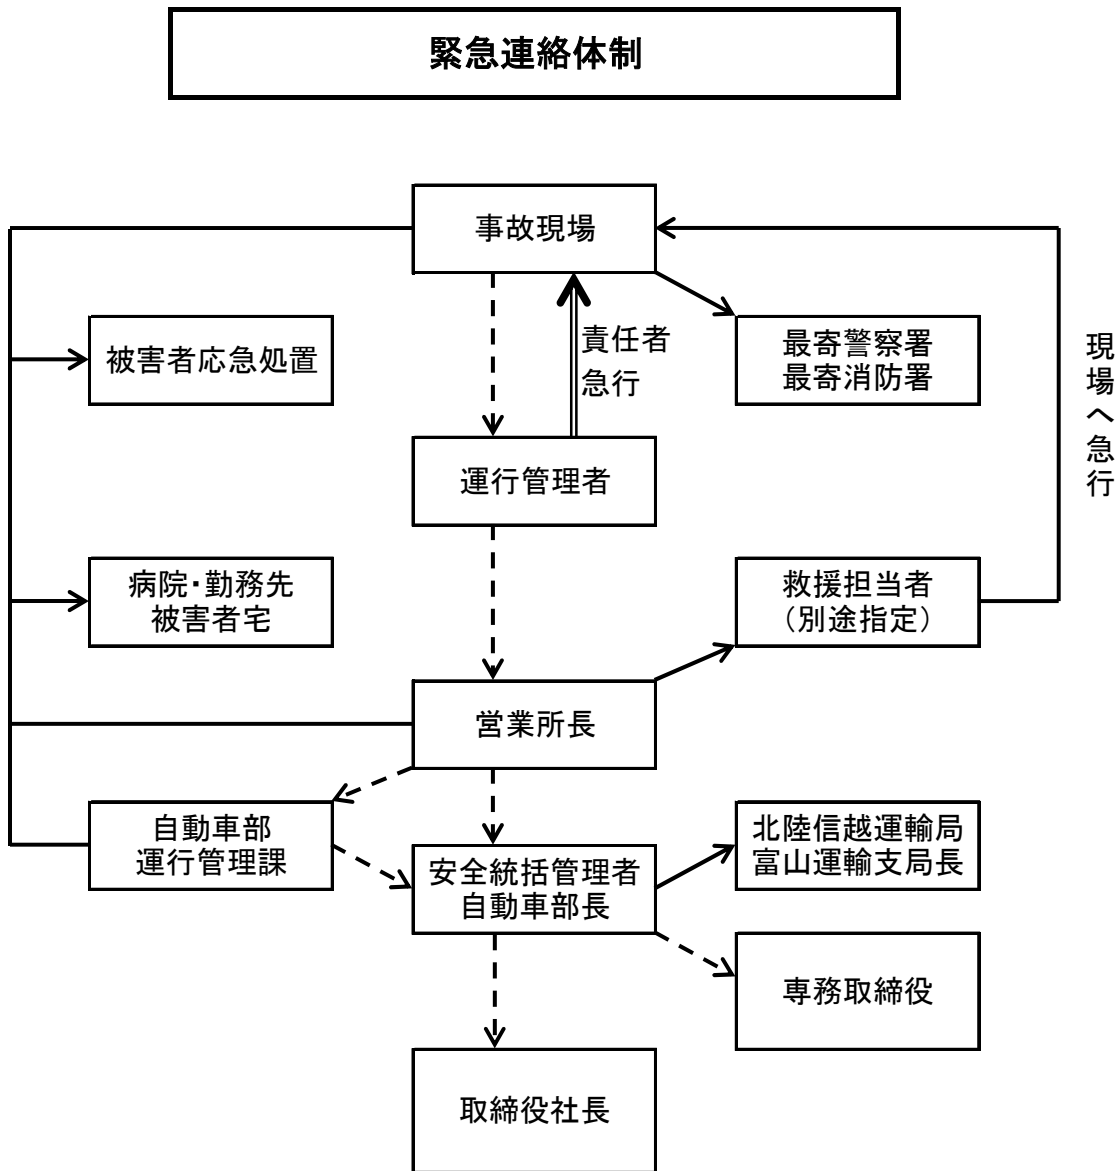 緊急連絡体制
事故現場
責任者
急行
被害者応急処置
最寄警察署
最寄消防署
現場へ急行
運行管理者
病院・勤務先
被害者宅
救援担当者
（別途指定）
営業所長
自動車部
運行管理課
安全統括管理者
自動車部長
北陸信越運輸局
富山運輸支局長
専務取締役
取締役社長